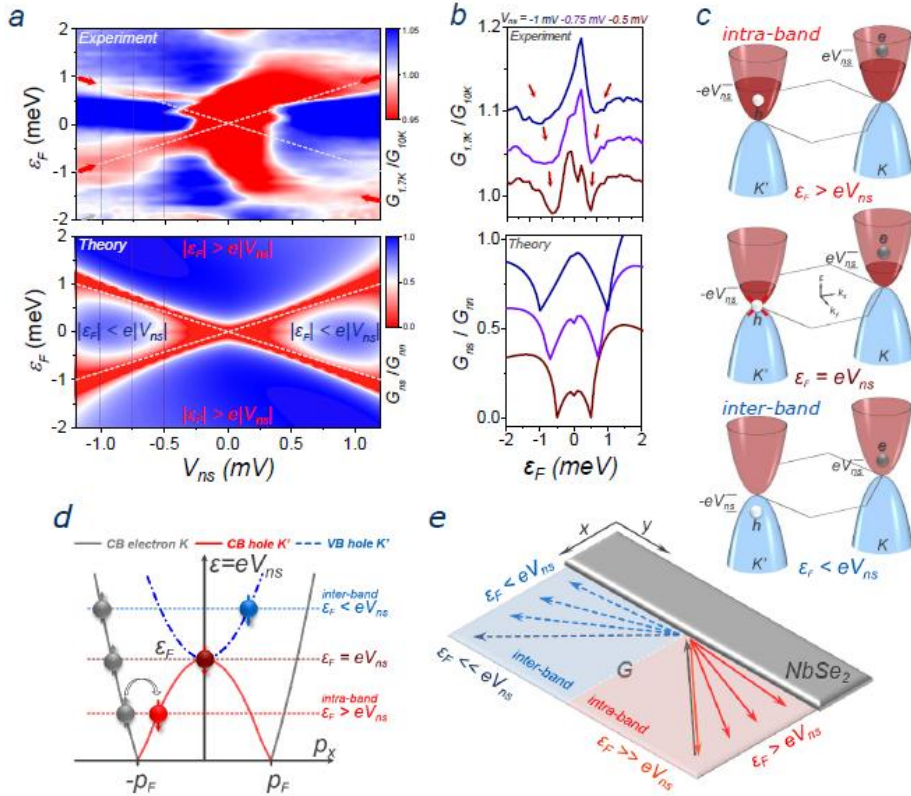 a
Experiment
2
1
0
-1
-2
ε_F (meV)
1.05
1.00
0.95
G_1.7K / G_10K
Theory
|ε_F| > e|V_ns|
|ε_F| < e|V_ns|
|ε_F| < e|V_ns|
|ε_F| > e|V_ns|
2
1
0
-1
-2
ε_F (meV)
1.0
0.5
0.0
G_ns / G_nn
-1.0 -0.5 0.0 0.5 1.0
V_ns (mV)
b
V_ns = -1 mV -0.75 mV -0.5 mV
Experiment
1.2
1.1
1.0
G_1.7K / G_10K
Theory
1.0
0.5
0.0
G_ns / G_nn
-2 -1 0 1 2
ε_F (meV)
c
intra-band
e
eV_ns
-eV_ns
h
K'
K
ε_F > eV_ns
e
eV_ns
-eV_ns
h
E
k_x
k_y
K'
K
ε_F = eV_ns
inter-band
e
eV_ns
-eV_ns
h
K'
K
ε_F < eV_ns
d
CB electron K CB hole K' VB hole K'
ε=eV_ns
inter-band
ε_F < eV_ns
ε_F
ε_F = eV_ns
intra-band
ε_F > eV_ns
p_x
-p_F
p_F
e
x
y
ε_F < eV_ns
ε_F << eV_ns
inter-band
G
NbSe2
intra-band
ε_F >> eV_ns
ε_F > eV_ns